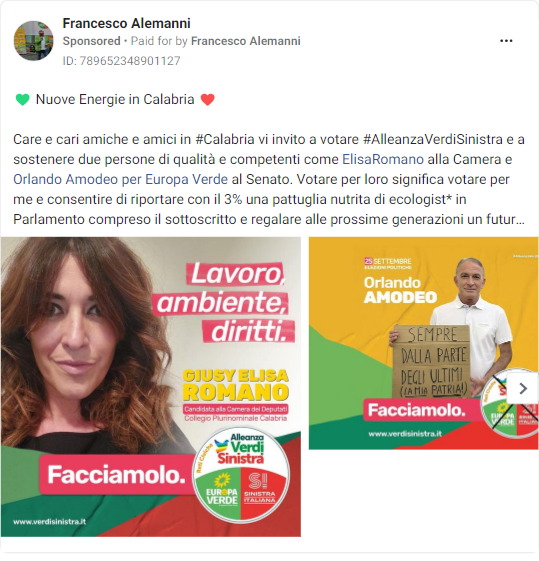 Francesco Alemanni
Sponsored • Paid for by Francesco Alemanni
ID: 789652348901127
Nuove Energie in Calabria
Care e cari amiche e amici in #Calabria vi invito a votare #AlleanzaVerdiSinistra e a
sostenere due persone di qualità e competenti come ElisaRomano alla Camera e
Orlando Amodeo per Europa Verde al Senato. Votare per loro significa votare per
me e consentire di riportare con il 3% una pattuglia nutrita di ecologist* in
Parlamento compreso il sottoscritto e regalare alle prossime generazioni un futur...
Lavoro,
ambiente,
diritti.
GIUSY ELISA
ROMANO
Candidata alla Camera dei Deputati
Collegio Plurinominale Calabria
Facciamolo.
Reti Civiche
Alleanza
Verdi
Sinistra
EUROPA
VERDE
S!
SINISTRA
ITALIANA
www.verdisinistra.it
25 SETTEMBRE
ELEZIONI POLITICHE
Orlando
AMODEO
SEMPRE
DALLA PARTE
DEGLI ULTIMI
(LA MIA PATRIA!)
Facciamolo.
www.verdisinistra.it